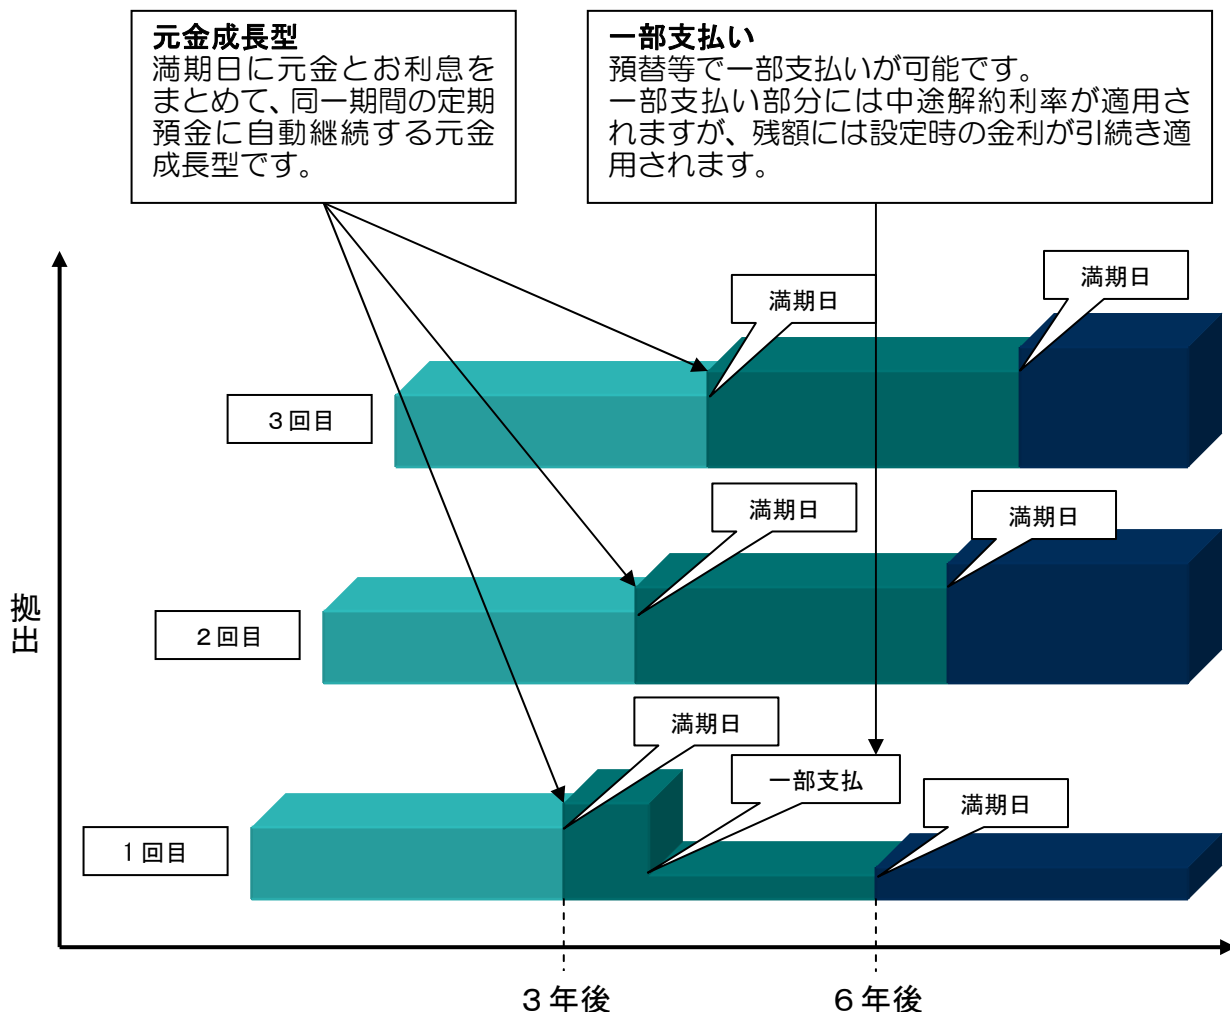 元金成長型
満期日に元金とお利息を
まとめて、同一期間の定期
預金に自動継続する元金
成長型です。
一部支払い
預替等で一部支払いが可能です。
一部支払い部分には中途解約利率が適用さ
れますが、残額には設定時の金利が引続き適
用されます。
満期日
満期日
３回目
満期日
満期日
２回目
拠出
満期日
一部支払
満期日
１回目
３年後
６年後